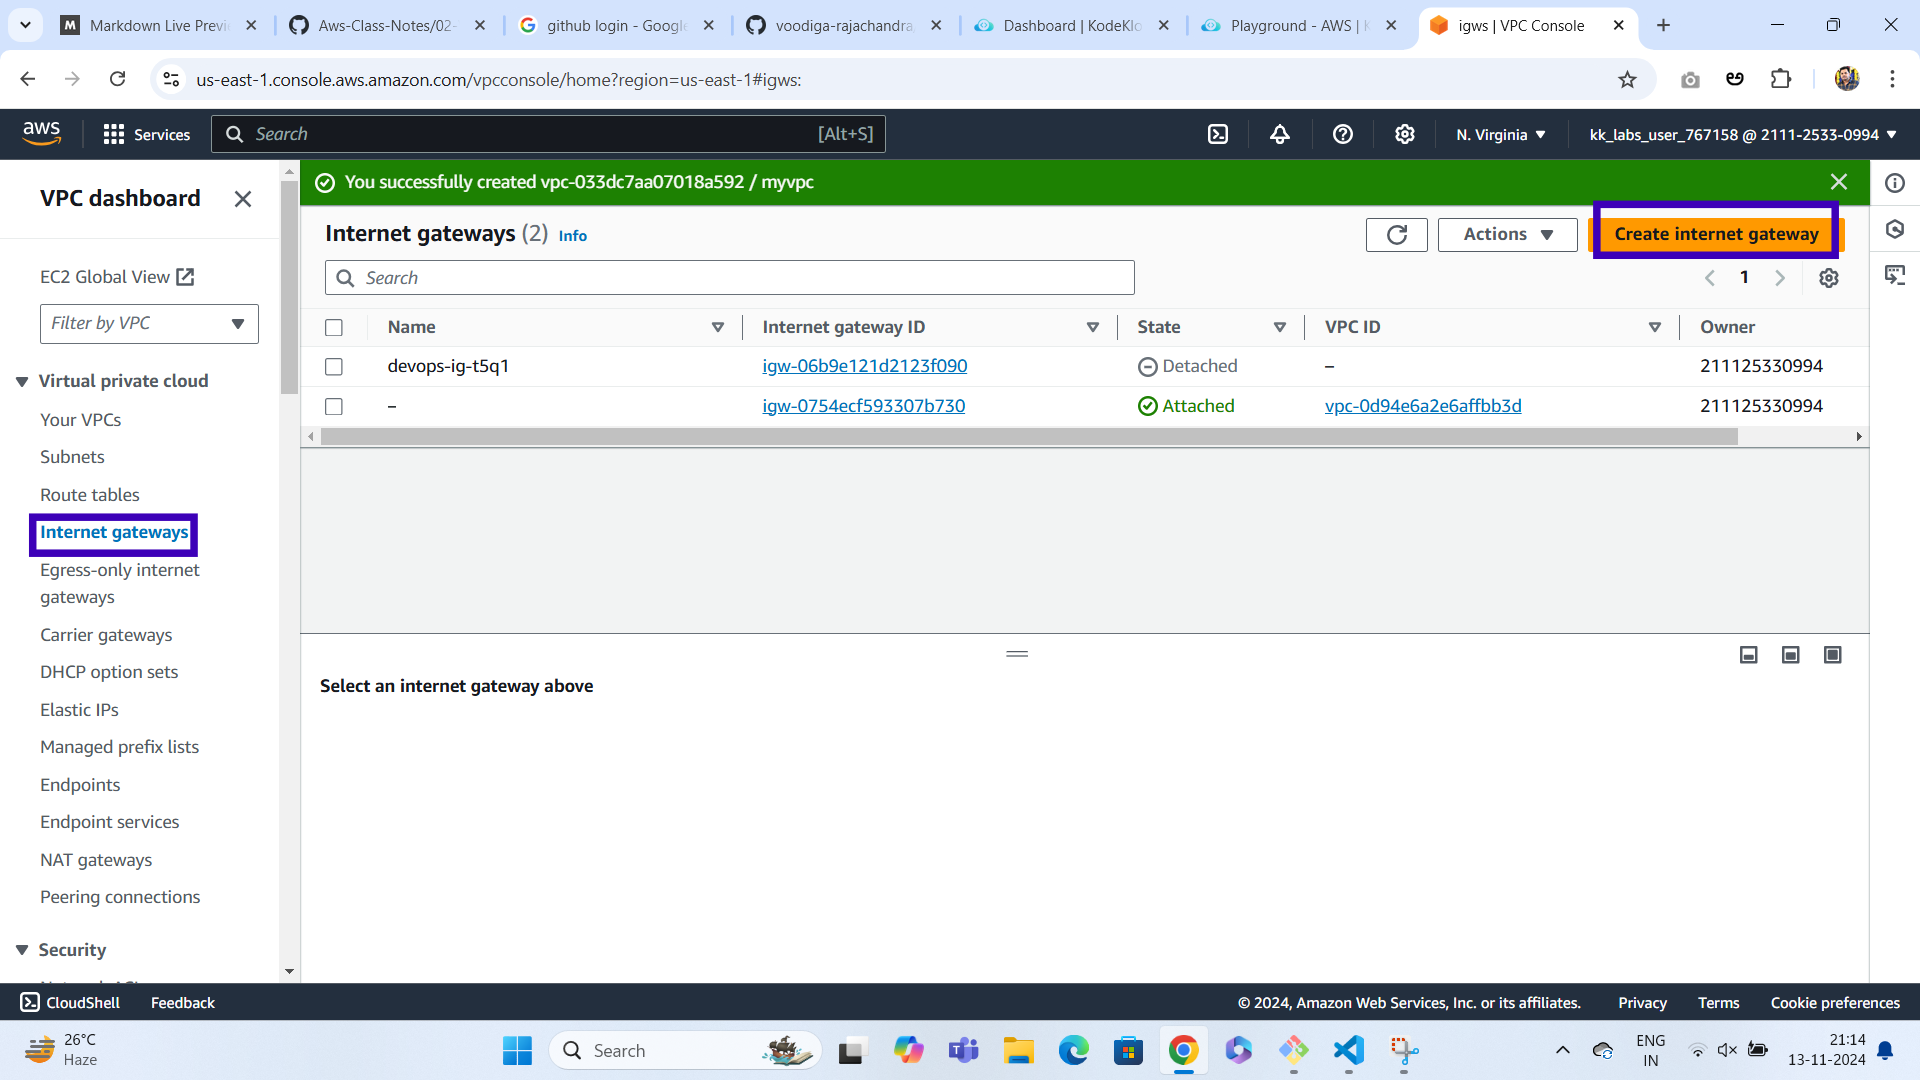 Markdown Live Previ
Aws-Class-Notes/02-
github login - Google
voodiga-rajachandra
Dashboard | KodeKlo
Playground - AWS | K
igws | VPC Console
us-east-1.console.aws.amazon.com/vpcconsole/home?region=us-east-1#igws:
aws
Services
Search
[Alt+S]
N. Virginia
kk_labs_user_767158 @ 2111-2533-0994
VPC dashboard
EC2 Global View
Filter by VPC
Virtual private cloud
Your VPCs
Subnets
Route tables
Internet gateways
Egress-only internet
gateways
Carrier gateways
DHCP option sets
Elastic IPs
Managed prefix lists
Endpoints
Endpoint services
NAT gateways
Peering connections
Security
You successfully created vpc-033dc7aa07018a592 / myvpc
Internet gateways (2) Info
Actions
Create internet gateway
Search
1
Name Internet gateway ID State VPC ID Owner
devops-ig-t5q1 igw-06b9e121d2123f090 Detached – 211125330994
– igw-0754ecf593307b730 Attached vpc-0d94e6a2e6affbb3d 211125330994
Select an internet gateway above
CloudShell Feedback
© 2024, Amazon Web Services, Inc. or its affiliates. Privacy Terms Cookie preferences
26°C
Haze
Search
ENG
IN
21:14
13-11-2024